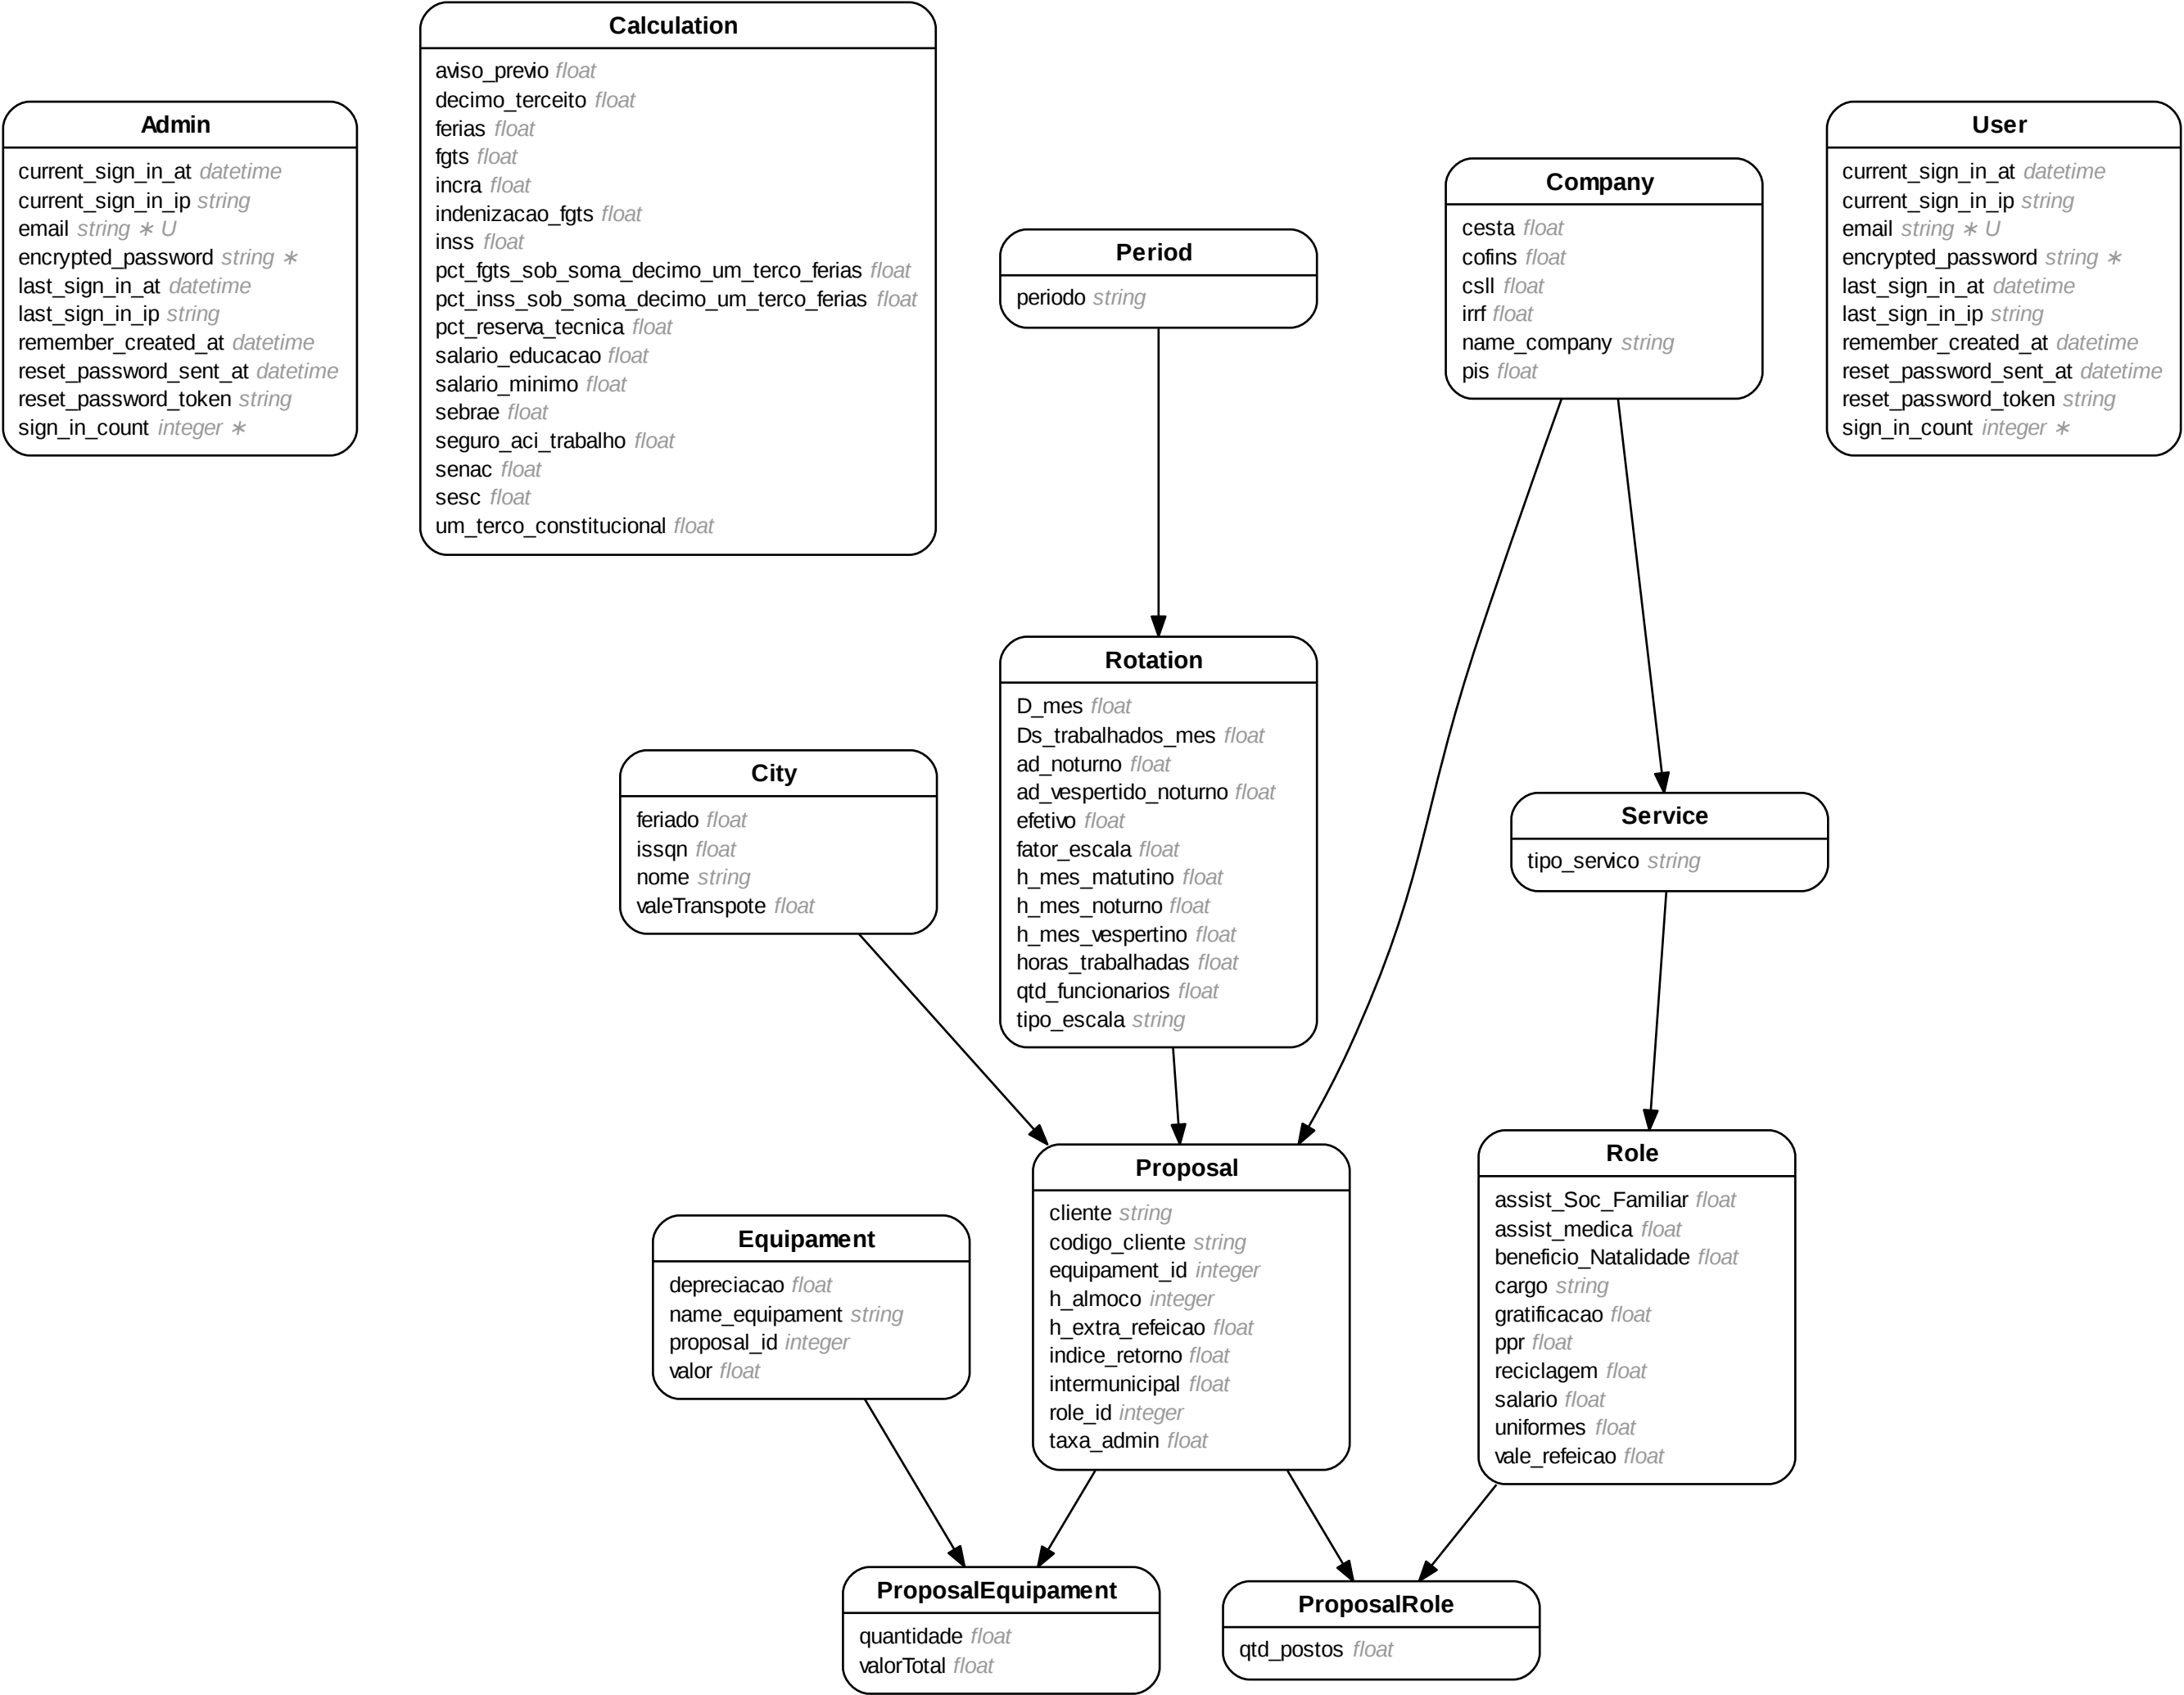 Admin
current_sign_in_at datetime
current_sign_in_ip string
email string ∗ U
encrypted_password string ∗
last_sign_in_at datetime
last_sign_in_ip string
remember_created_at datetime
reset_password_sent_at datetime
reset_password_token string
sign_in_count integer ∗
Calculation
aviso_previo float
decimo_terceito float
ferias float
fgts float
incra float
indenizacao_fgts float
inss float
pct_fgts_sob_soma_decimo_um_terco_ferias float
pct_inss_sob_soma_decimo_um_terco_ferias float
pct_reserva_tecnica float
salario_educacao float
salario_minimo float
sebrae float
seguro_aci_trabalho float
senac float
sesc float
um_terco_constitucional float
Period
periodo string
Company
cesta float
cofins float
csll float
irrf float
name_company string
pis float
User
current_sign_in_at datetime
current_sign_in_ip string
email string ∗ U
encrypted_password string ∗
last_sign_in_at datetime
last_sign_in_ip string
remember_created_at datetime
reset_password_sent_at datetime
reset_password_token string
sign_in_count integer ∗
City
feriado float
issqn float
nome string
valeTranspote float
Rotation
D_mes float
Ds_trabalhados_mes float
ad_noturno float
ad_vespertido_noturno float
efetivo float
fator_escala float
h_mes_matutino float
h_mes_noturno float
h_mes_vespertino float
horas_trabalhadas float
qtd_funcionarios float
tipo_escala string
Service
tipo_servico string
Equipament
depreciacao float
name_equipament string
proposal_id integer
valor float
Proposal
cliente string
codigo_cliente string
equipament_id integer
h_almoco integer
h_extra_refeicao float
indice_retorno float
intermunicipal float
role_id integer
taxa_admin float
Role
assist_Soc_Familiar float
assist_medica float
beneficio_Natalidade float
cargo string
gratificacao float
ppr float
reciclagem float
salario float
uniformes float
vale_refeicao float
ProposalEquipament
quantidade float
valorTotal float
ProposalRole
qtd_postos float